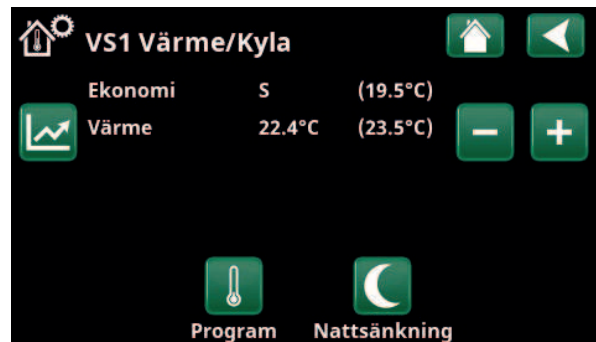 VS1 Värme/Kyla
Ekonomi S (19.5°C)
Värme 22.4°C (23.5°C)
Program Nattsänkning